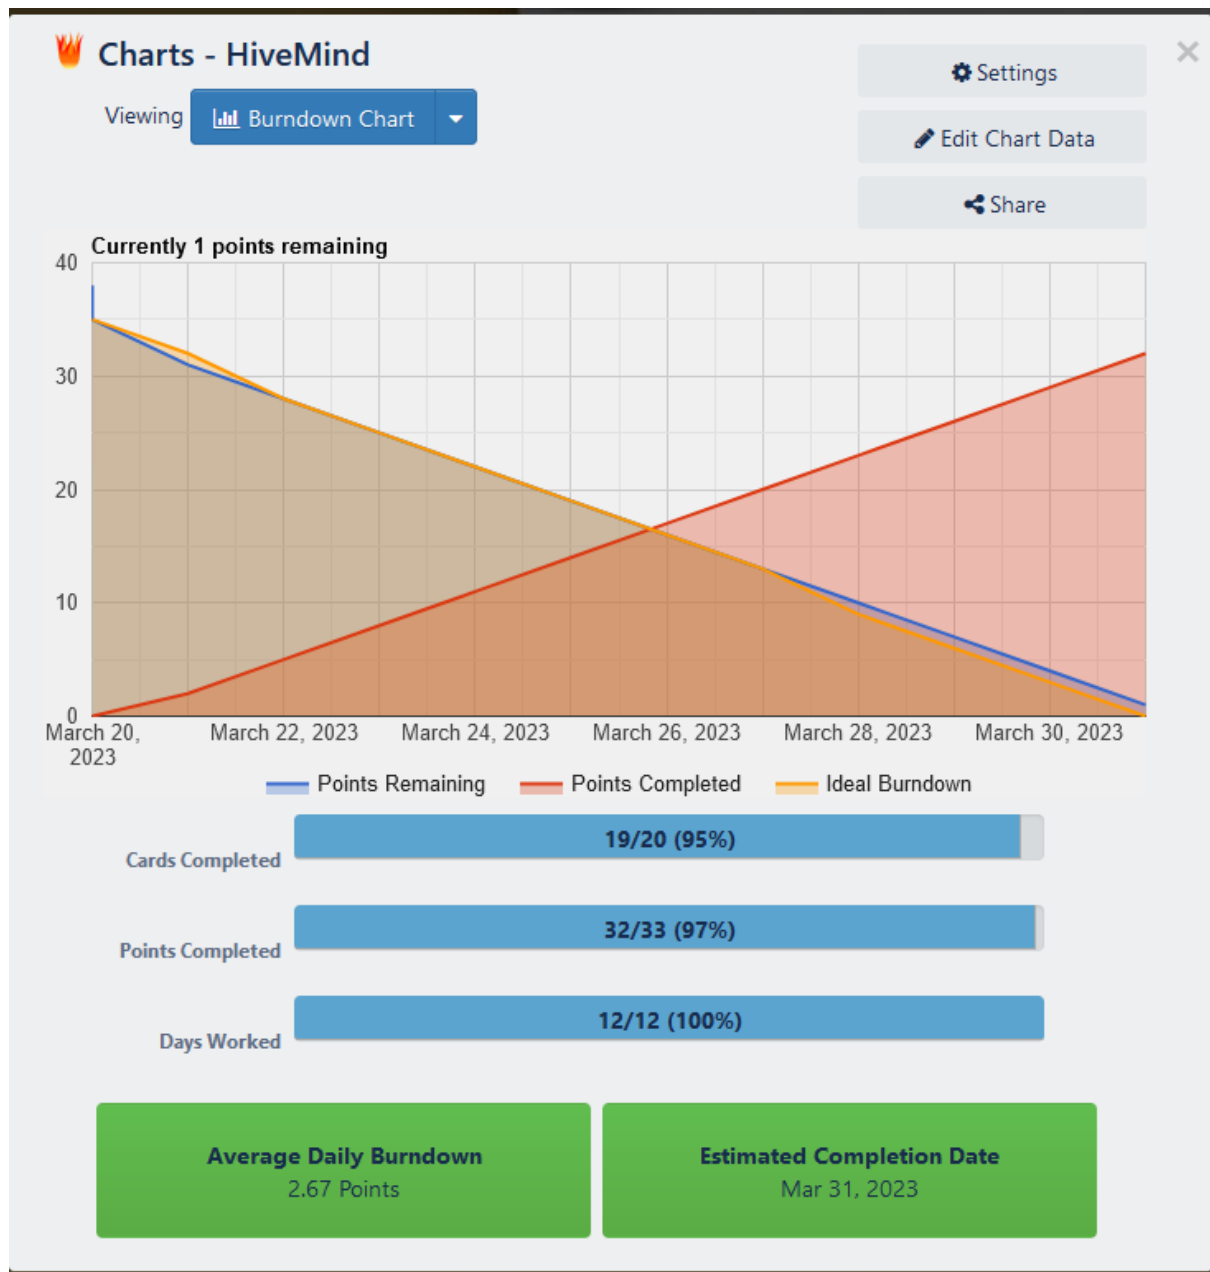 Charts - HiveMind
Settings
Viewing
Burndown Chart
Edit Chart Data
Share
Currently 1 points remaining
40
30
20
10
0
March 20,
2023
March 22, 2023
March 24, 2023
March 26, 2023
March 28, 2023
March 30, 2023
Points Remaining
Points Completed
Ideal Burndown
Cards Completed
19/20 (95%)
Points Completed
32/33 (97%)
Days Worked
12/12 (100%)
Average Daily Burndown
2.67 Points
Estimated Completion Date
Mar 31, 2023